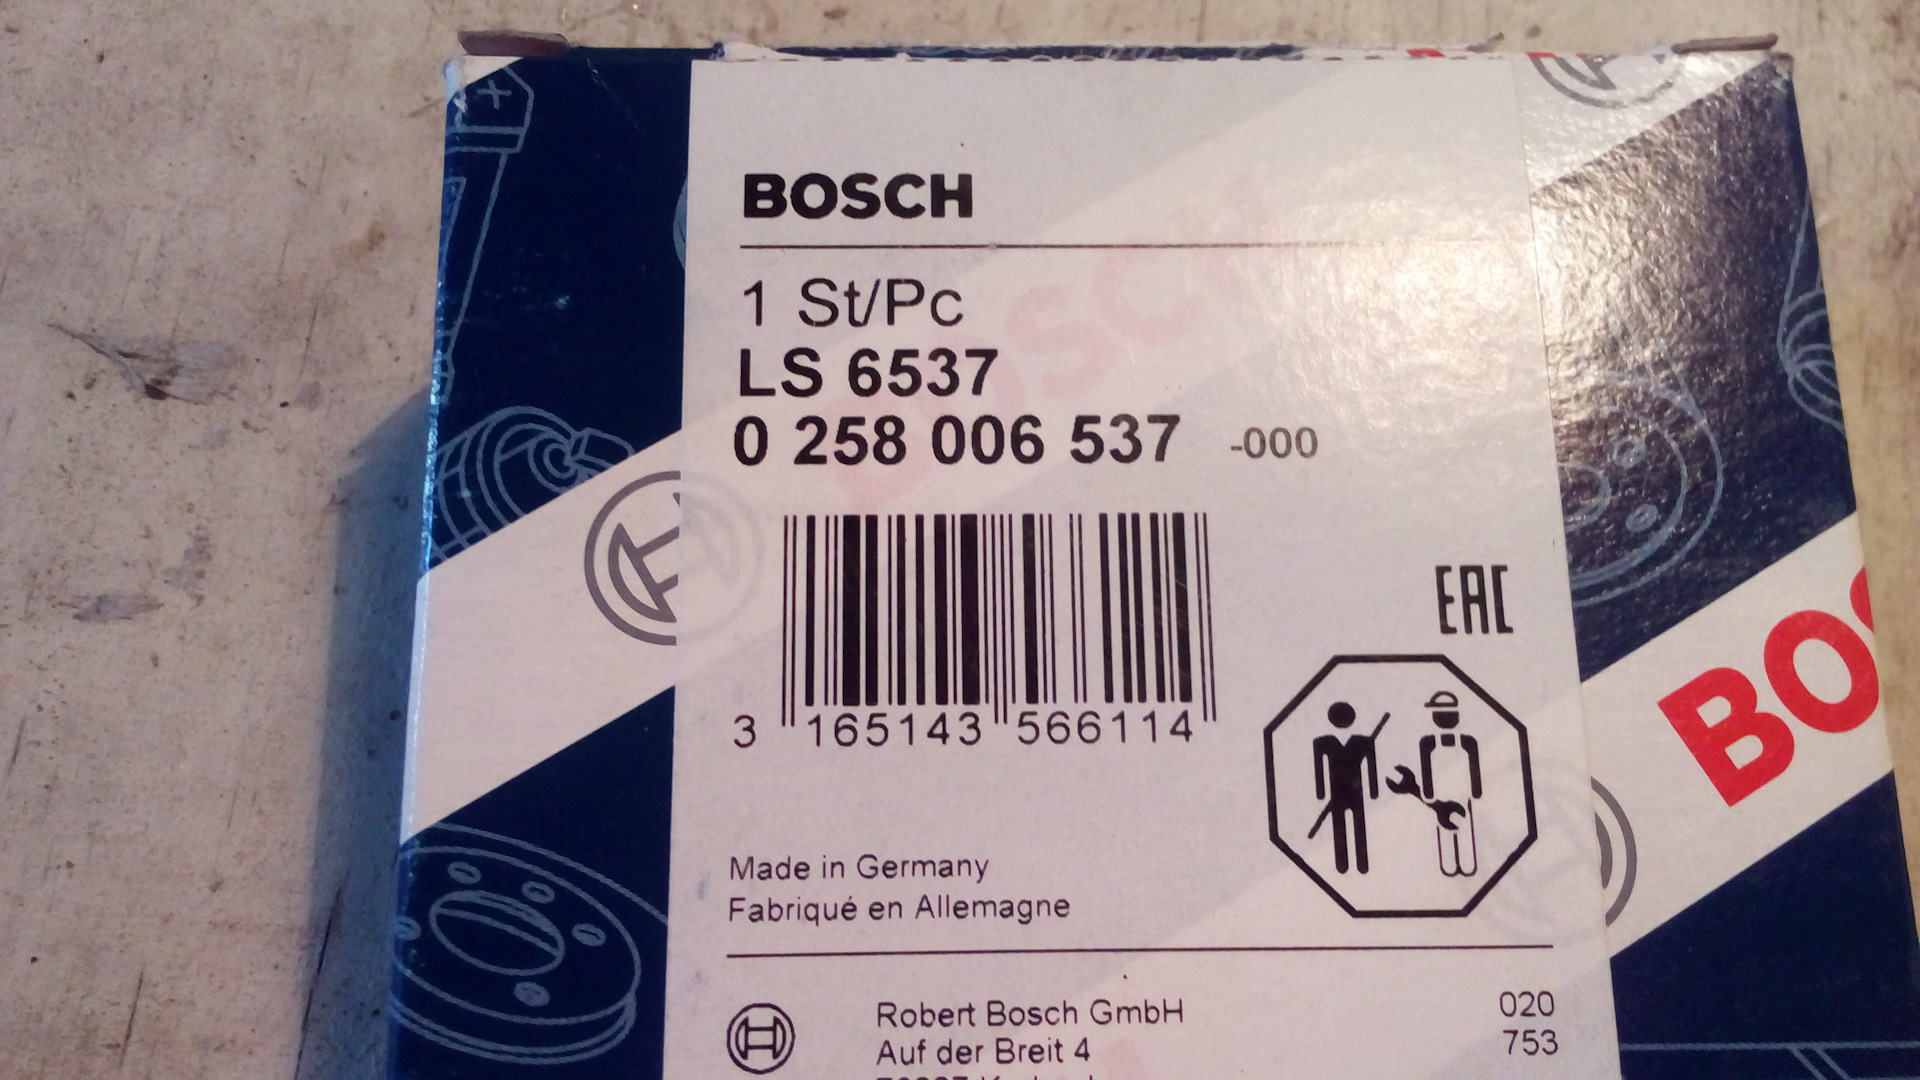 BOSCH
1 St/Pc
LS 6537
0 258 006 537 -000
3 165143 566114
EAC
Made in Germany
Fabriqué en Allemagne
Robert Bosch GmbH
Auf der Breit 4
020
753
BOSCH